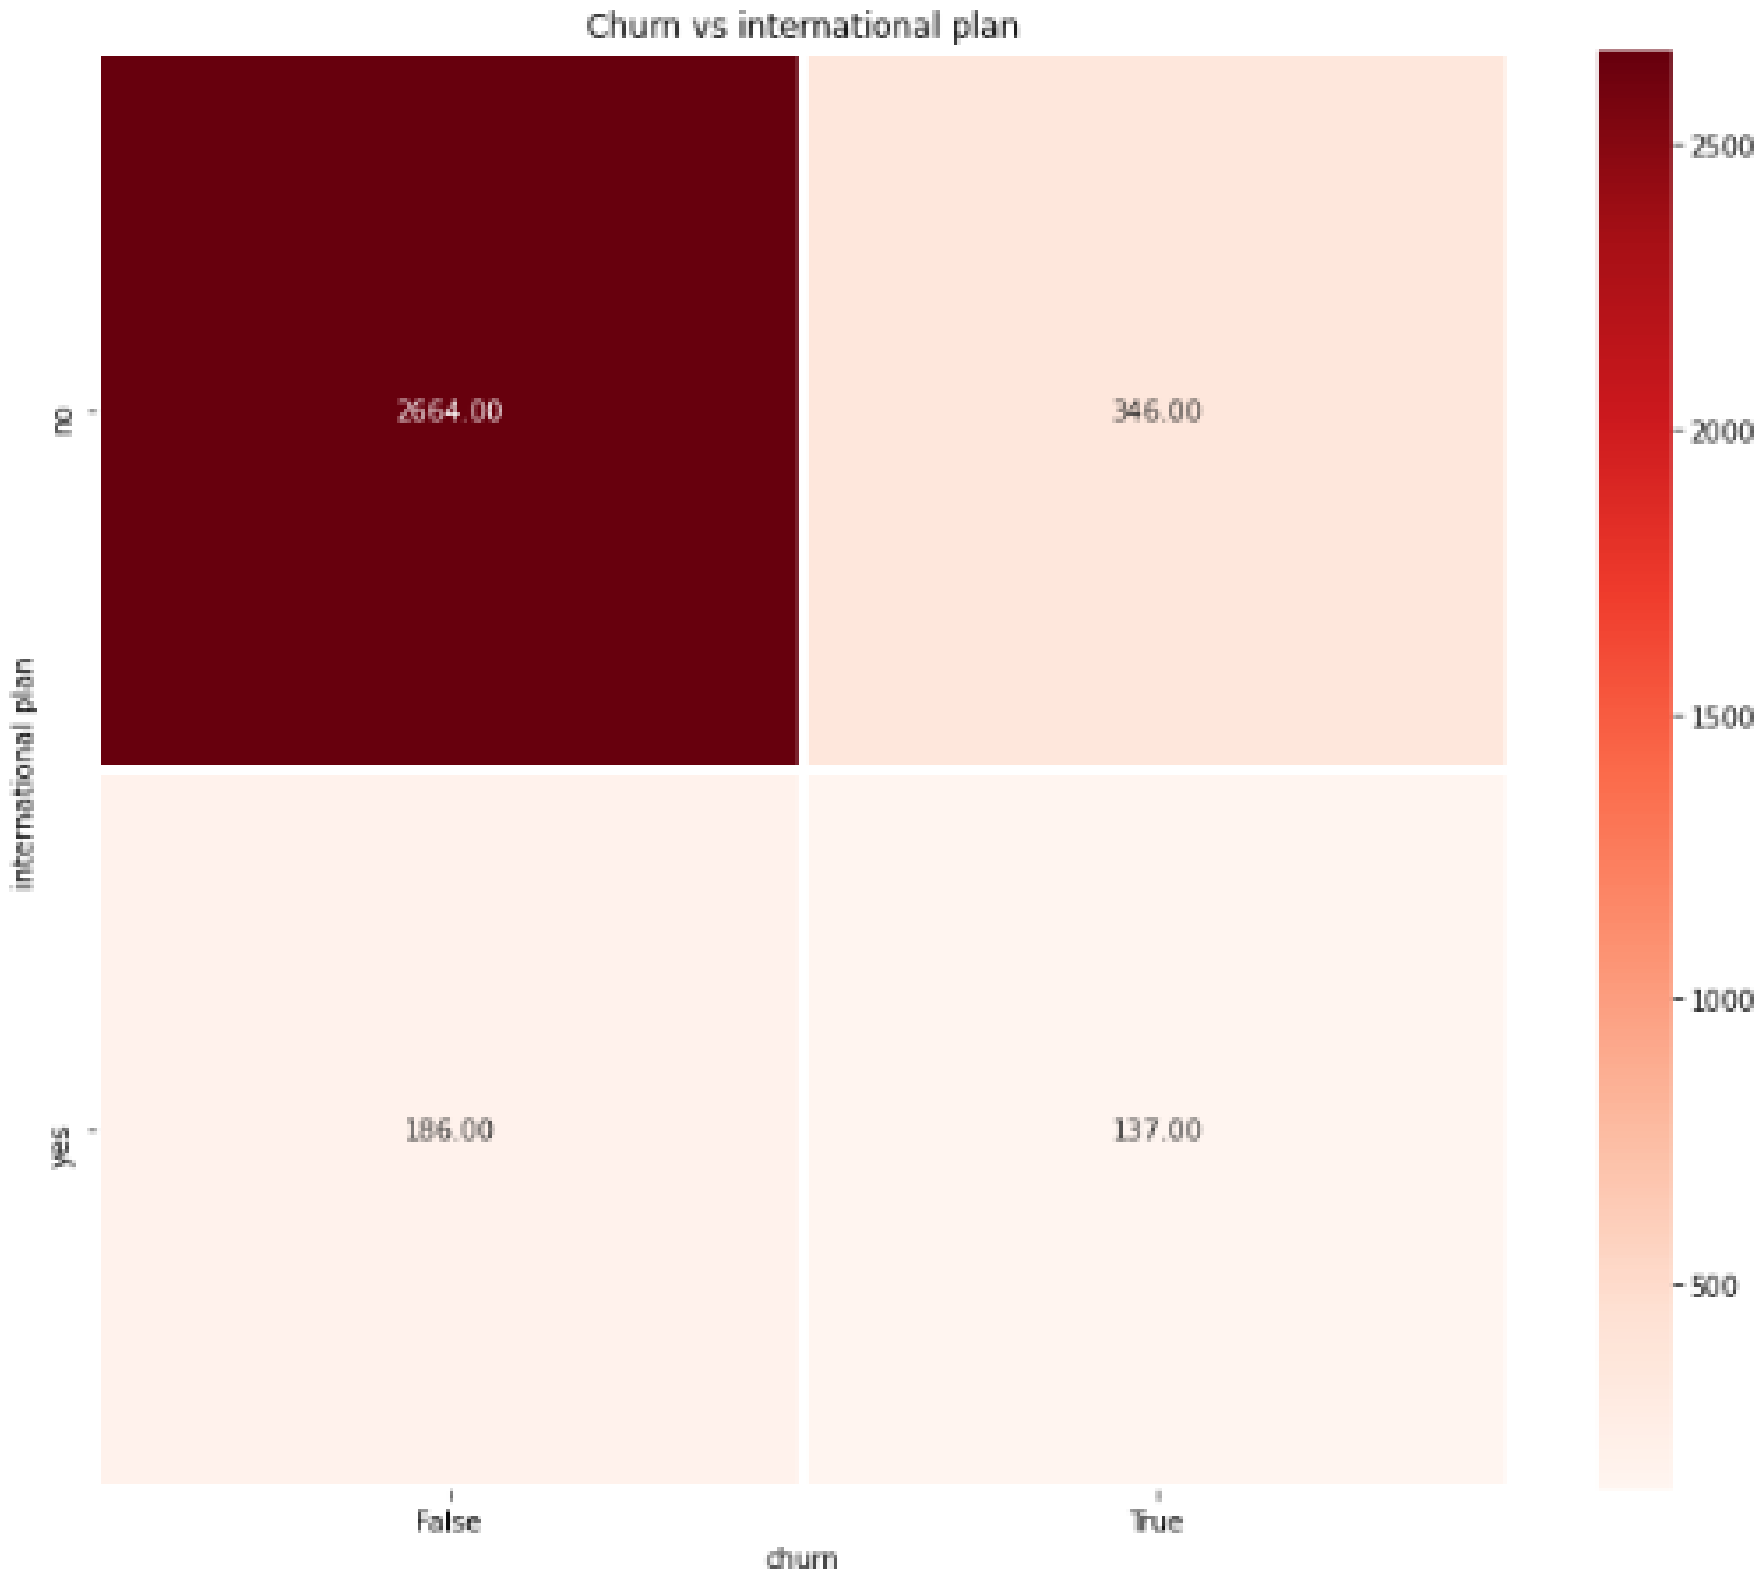 Churn vs international plan
2500
2000
1500
1000
500
international plan
no
yes
2664.00
346.00
186.00
137.00
False
True
churn